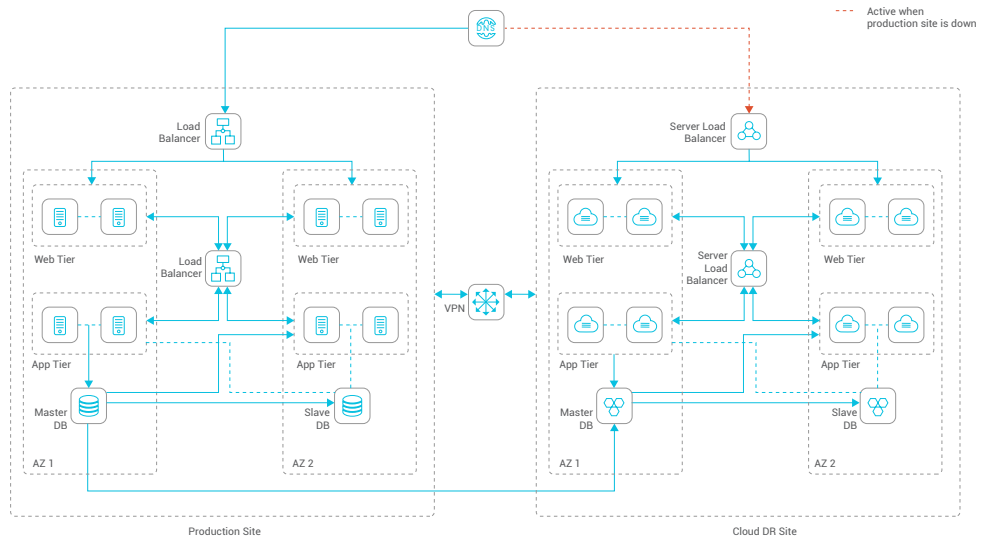 Active when
production site is down
DNS
Load
Balancer
Server Load
Balancer
Web Tier
Load
Balancer
Web Tier
Web Tier
Server
Load
Balancer
Web Tier
VPN
App Tier
App Tier
App Tier
App Tier
Master
DB
Slave
DB
Master
DB
Slave
DB
AZ 1
AZ 2
AZ 1
AZ 2
Production Site
Cloud DR Site